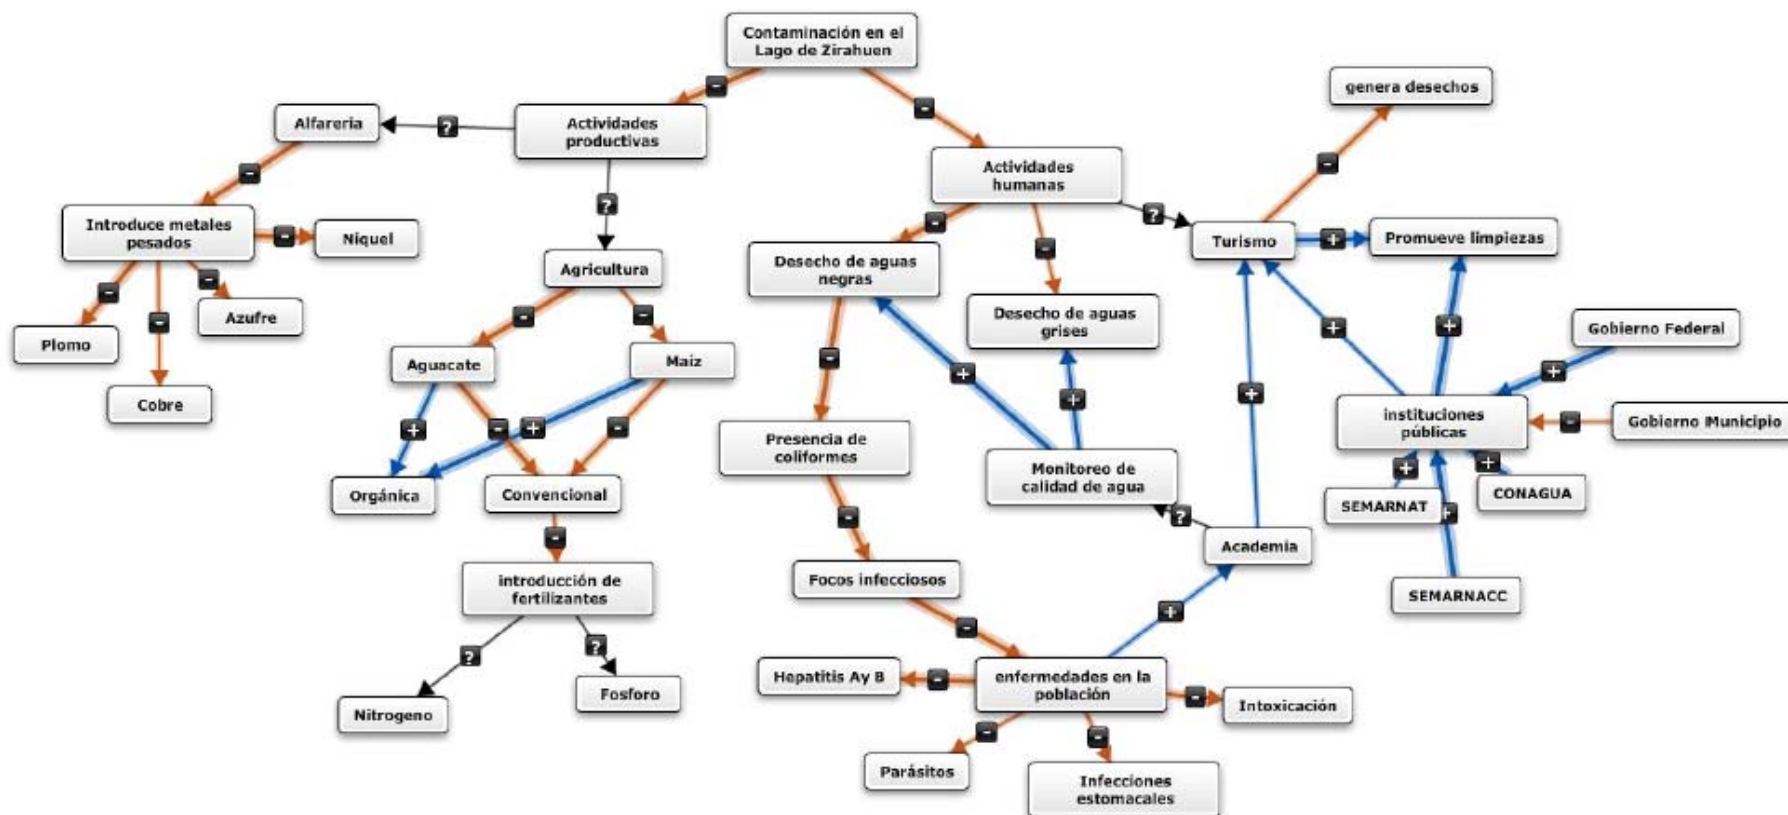 Contaminación en el
Lago de Zirahuen
genera desechos
Alfareria
Actividades
productivas
Actividades
humanas
Introduce metales
pesados
Niquel
Turismo
Promueve limpiezas
Agricultura
Desecho de aguas
negras
Azufre
Desecho de aguas
grises
Gobierno Federal
Plomo
Aguacate
Maiz
Cobre
instituciones
públicas
Gobierno Municipio
Presencia de
coliformes
Monitoreo de
calidad de agua
Orgánica
Convencional
SEMARNAT
CONAGUA
Academia
introducción de
fertilizantes
Focos infecciosos
SEMARNACC
Hepatitis Ay B
enfermedades en la
población
Intoxicación
Nitrogeno
Fosforo
Parásitos
Infecciones
estomacales